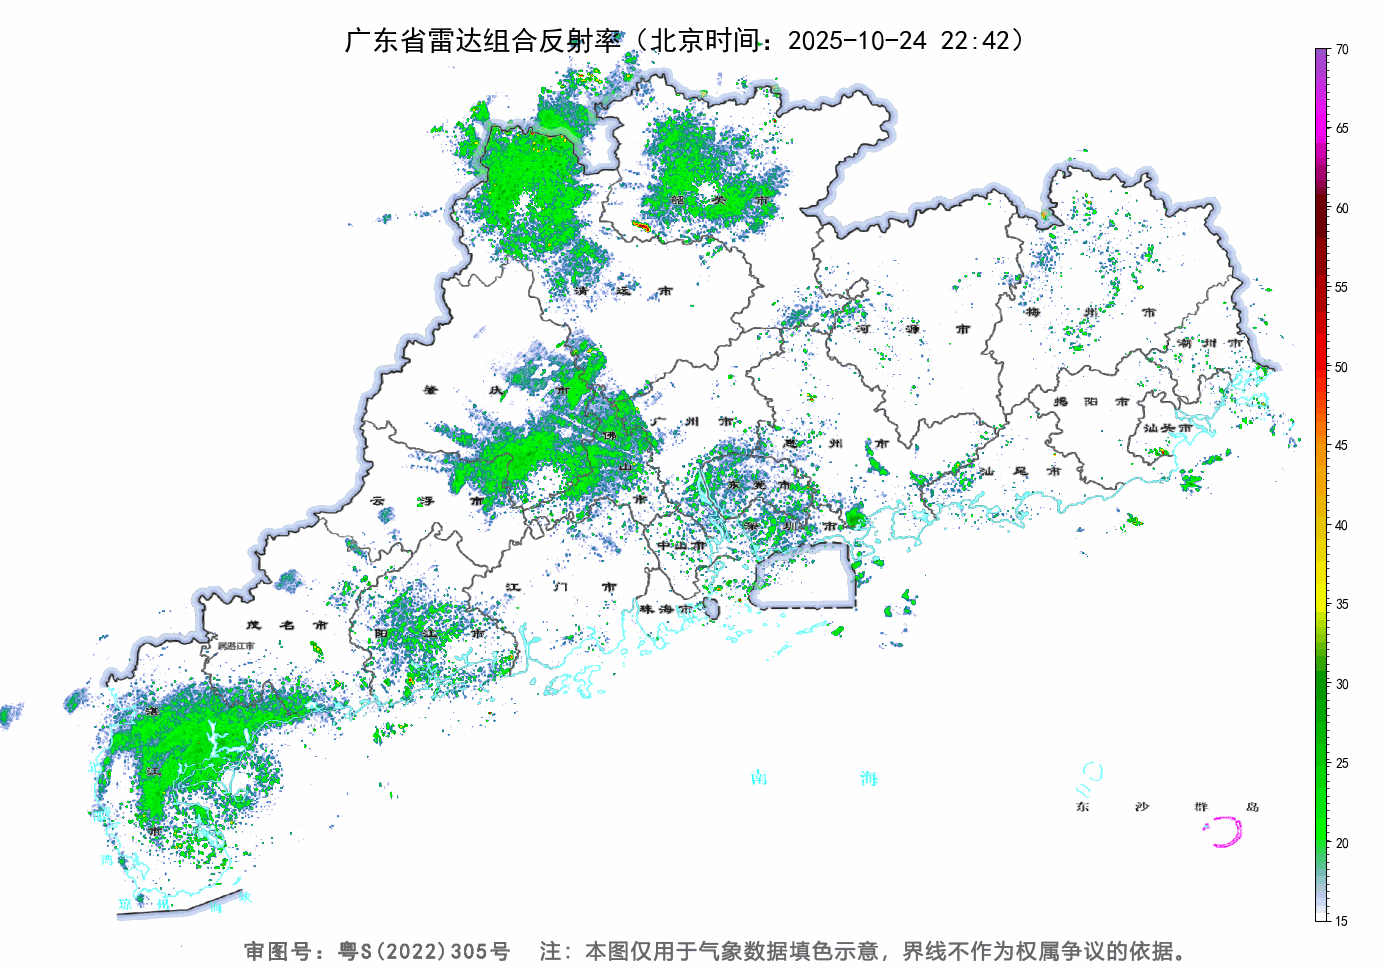 广东省雷达组合反射率（北京时间：2025-10-24 22:42）
70
65
60
55
50
45
40
35
30
25
20
15
韶关市
清远市
河源市
梅州市
潮州市
肇庆市
广州市
揭阳市
汕头市
佛山市
惠州市
汕尾市
东莞市
云浮市
深圳市
中山市
江门市
珠海市
茂名市
阳江市
属湛江市
湛江市
南海
东沙群岛
湾
琼州海峡
审图号：粤S(2022)305号 注：本图仅用于气象数据填色示意，界线不作为权属争议的依据。